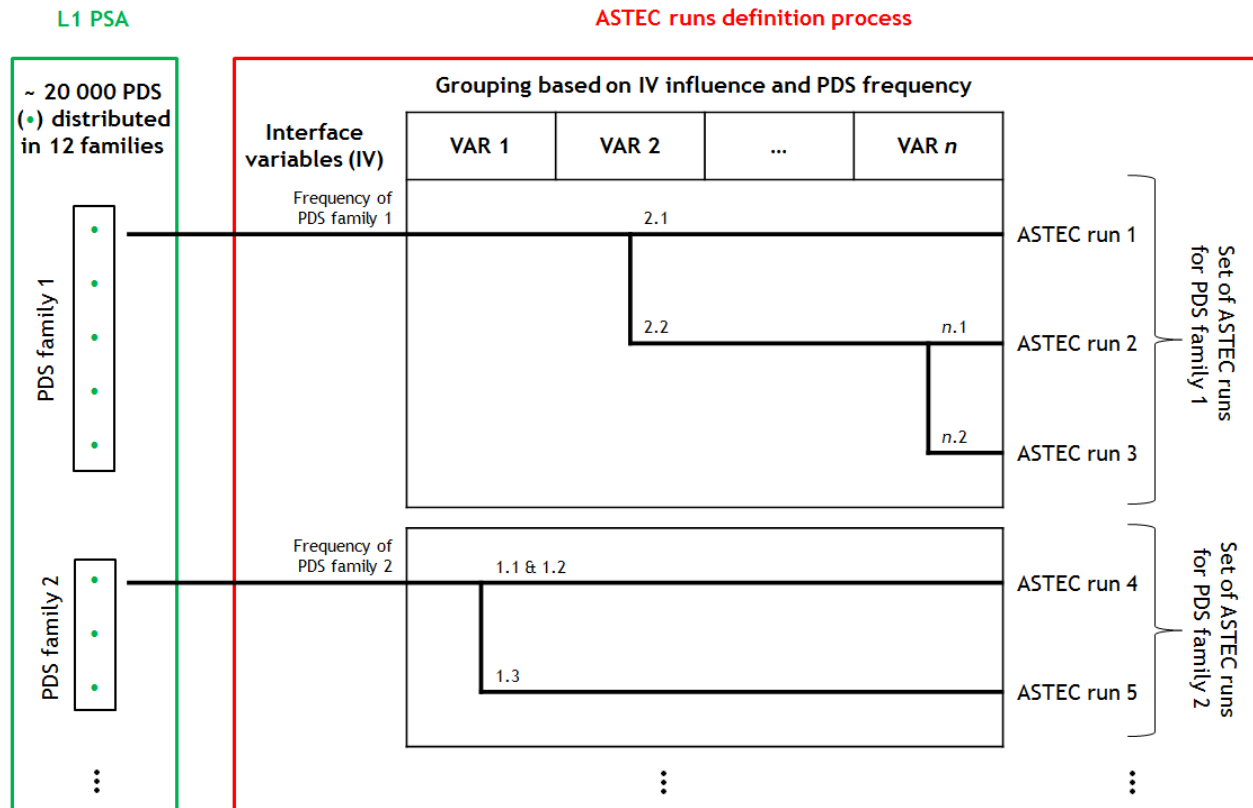 L1 PSA
ASTEC runs definition process
~ 20 000 PDS
(•) distributed
in 12 families
Grouping based on IV influence and PDS frequency
Interface
variables (IV)
VAR 1
VAR 2
...
VAR n
PDS family 1
Frequency of
PDS family 1
2.1
ASTEC run 1
2.2
n.1
ASTEC run 2
n.2
ASTEC run 3
Set of ASTEC runs
for PDS family 1
PDS family 2
Frequency of
PDS family 2
1.1 & 1.2
ASTEC run 4
1.3
ASTEC run 5
Set of ASTEC runs
for PDS family 2